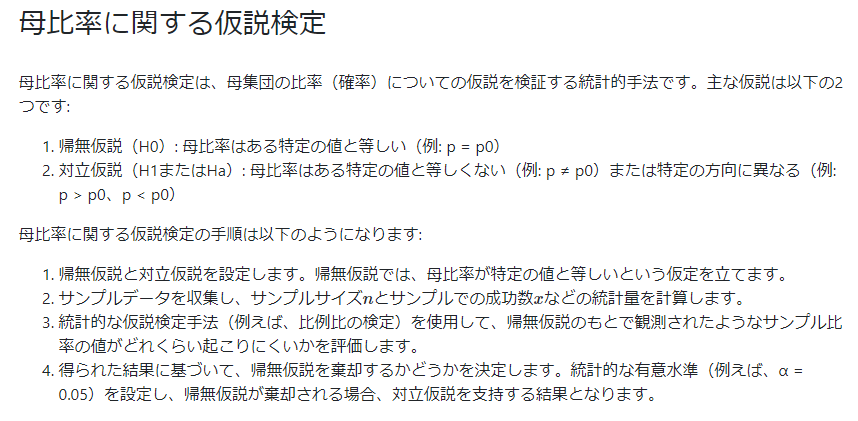 母比率に関する仮説検定
母比率に関する仮説検定は、母集団の比率（確率）についての仮説を検証する統計的手法です。主な仮説は以下の2
つです:
1. 帰無仮説（H0）: 母比率はある特定の値と等しい（例: p = p0）
2. 対立仮説（H1またはHa）: 母比率はある特定の値と等しくない（例: p ≠ p0）または特定の方向に異なる（例:
p > p0、p < p0）
母比率に関する仮説検定の手順は以下のようになります:
1. 帰無仮説と対立仮説を設定します。帰無仮説では、母比率が特定の値と等しいという仮定を立てます。
2. サンプルデータを収集し、サンプルサイズnとサンプルでの成功数xなどの統計量を計算します。
3. 統計的な仮説検定手法（例えば、比例比の検定）を使用して、帰無仮説のもとで観測されたようなサンプル比
率の値がどれくらい起こりにくいかを評価します。
4. 得られた結果に基づいて、帰無仮説を棄却するかどうかを決定します。統計的な有意水準（例えば、α =
0.05）を設定し、帰無仮説が棄却される場合、対立仮説を支持する結果となります。